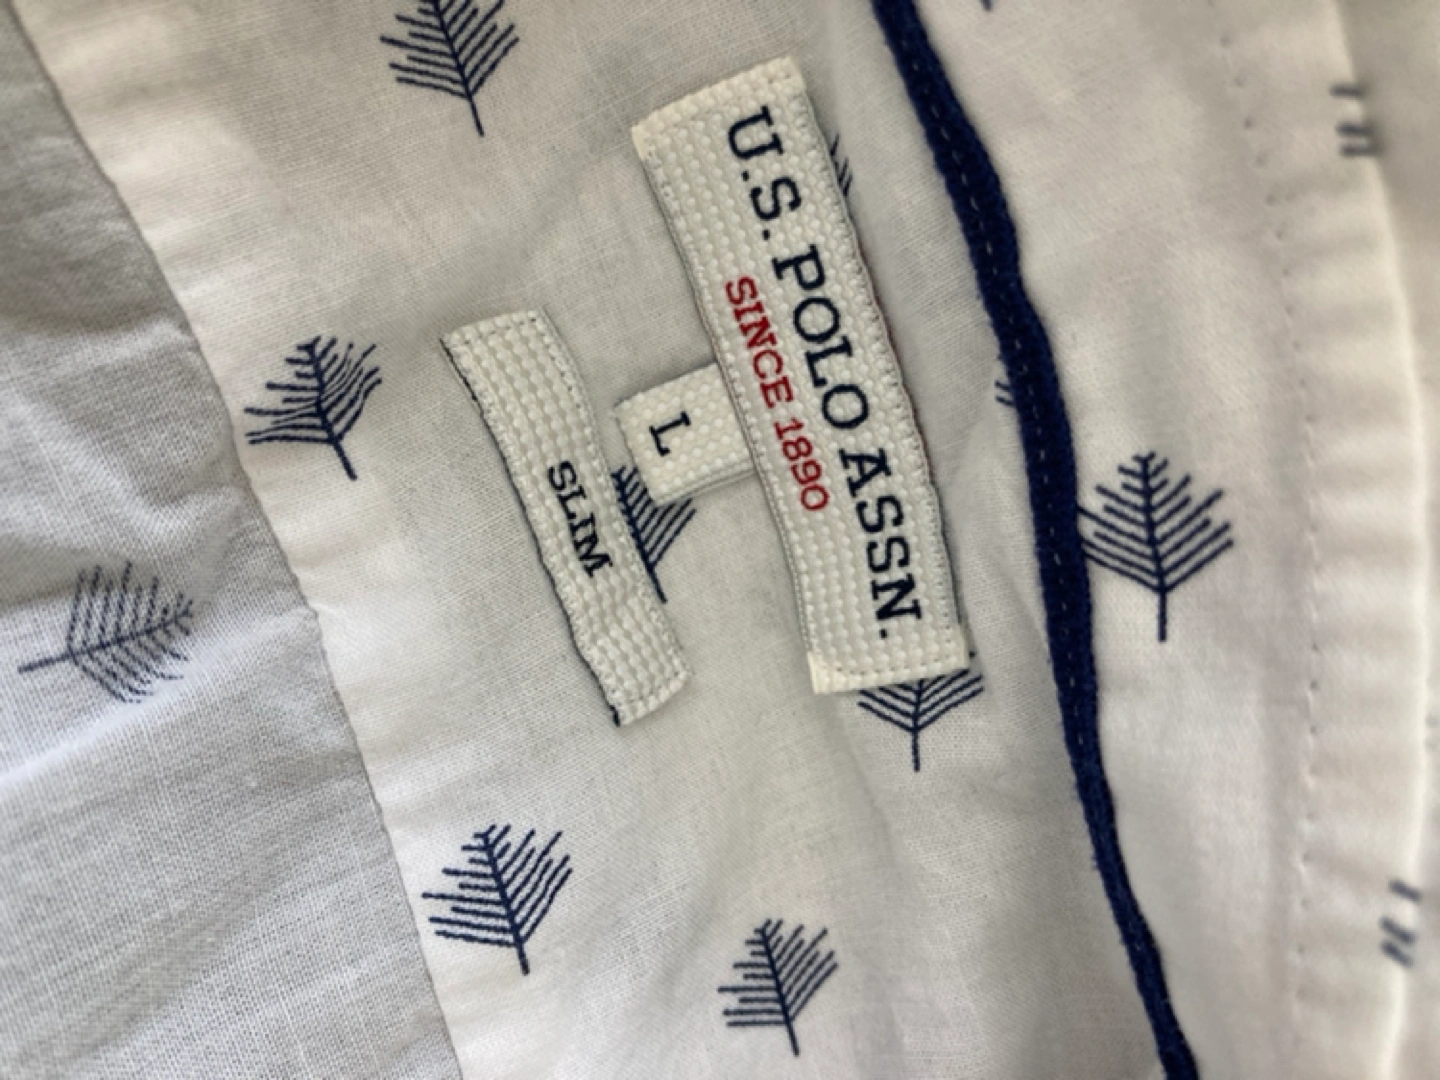 U.S. POLO ASSN.
SINCE 1890
L
SLIM